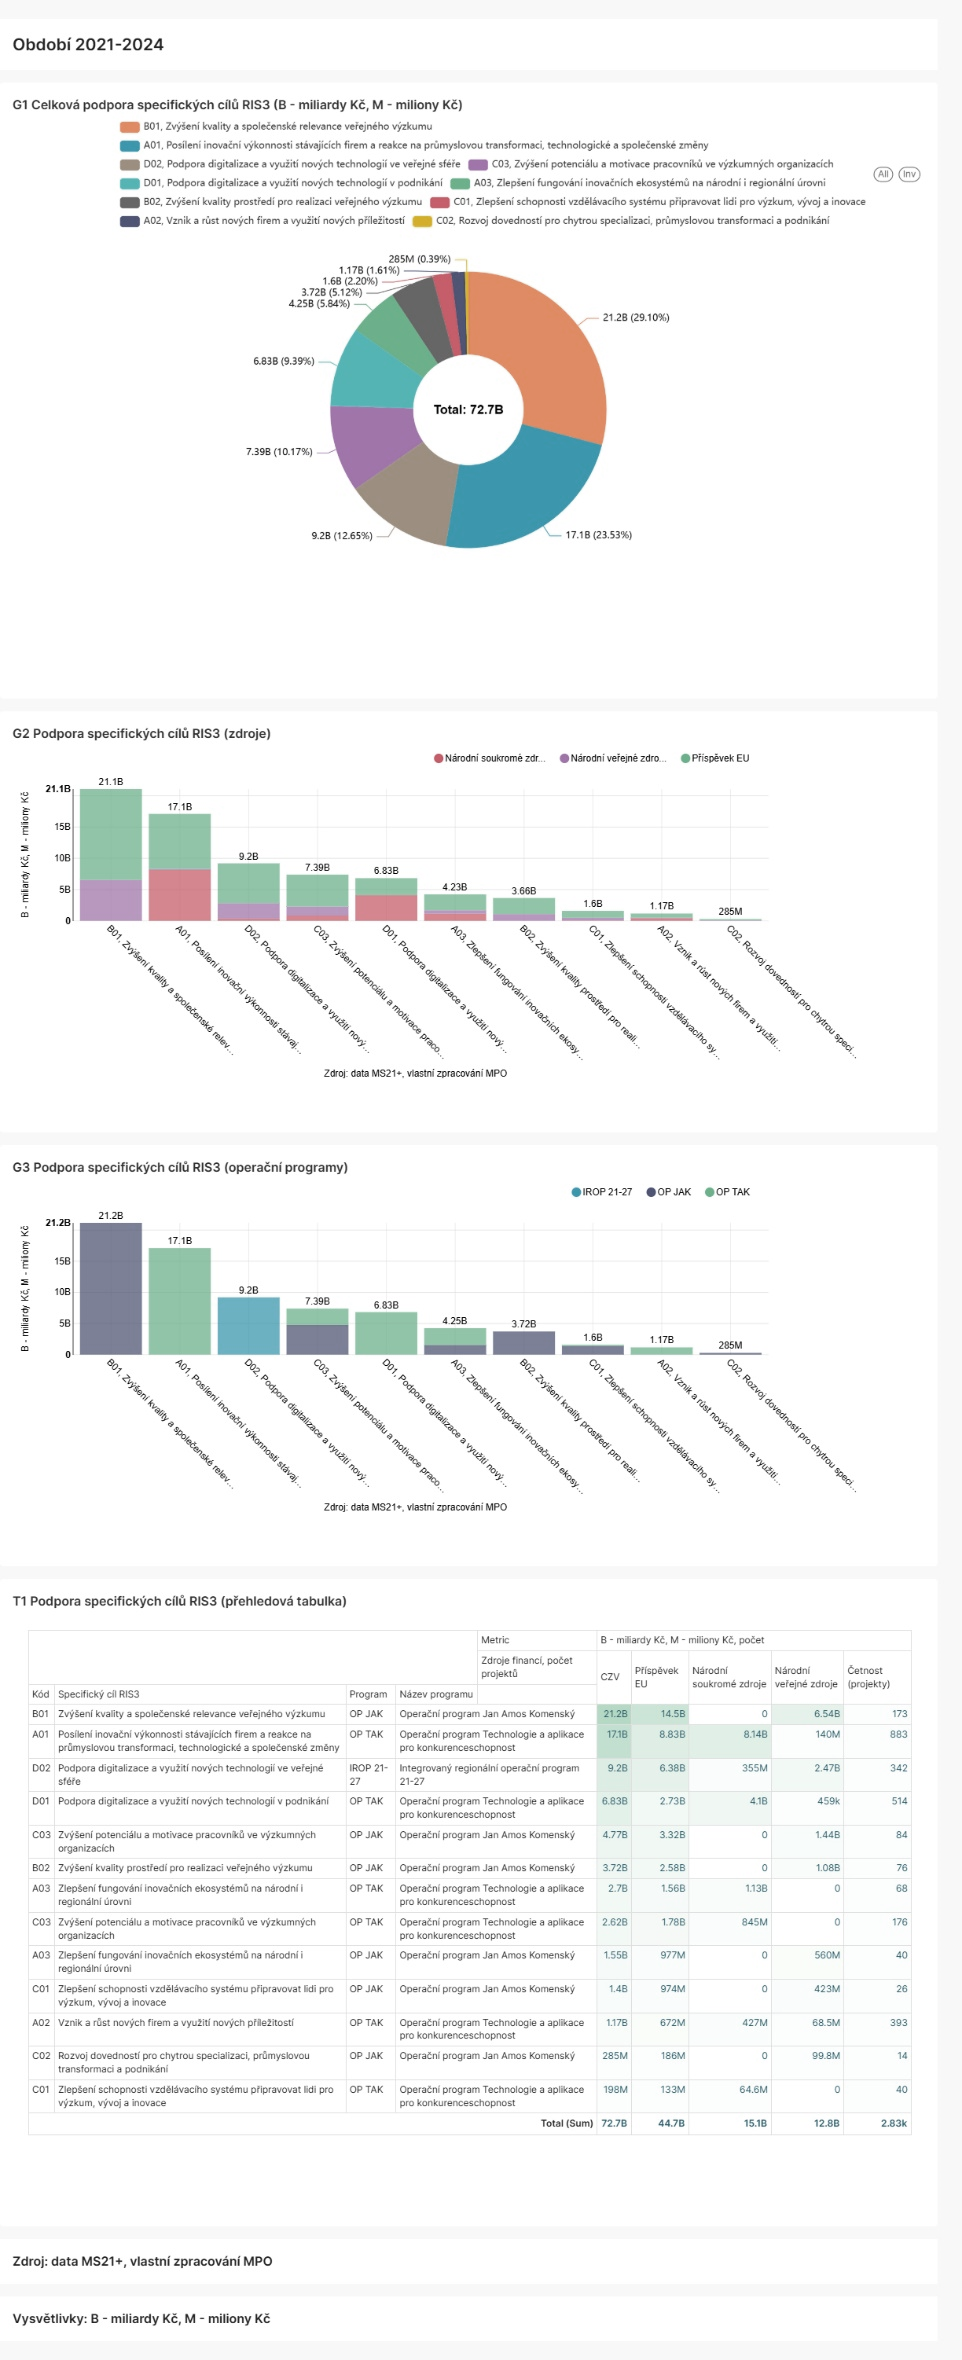 Období 2021-2024
G1 Celková podpora specifických cílů RIS3 (B - miliardy Kč, M - miliony Kč)
B01, Zvýšení kvality a společenské relevance veřejného výzkumu
A01, Posílení inovační výkonnosti stávajících firem a reakce na průmyslovou transformaci, technologické a společenské změny
D02, Podpora digitalizace a využití nových technologií ve veřejné sféře C03, Zvýšení potenciálu a motivace pracovníků ve výzkumných organizacích
All Inv
D01, Podpora digitalizace a využití nových technologií v podnikání A03, Zlepšení fungování inovačních ekosystémů na národní i regionální úrovni
B02, Zvýšení kvality prostředí pro realizaci veřejného výzkumu C01, Zlepšení schopnosti vzdělávacího systému připravovat lidi pro výzkum, vývoj a inovace
A02, Vznik a růst nových firem a využití nových příležitostí C02, Rozvoj dovedností pro chytrou specializaci, průmyslovou transformaci a podnikání
285M (0.39%)
1.17B (1.61%)
1.6B (2.20%)
3.72B (5.12%)
4.25B (5.84%)
21.2B (29.10%)
6.83B (9.39%)
Total: 72.7B
7.39B (10.17%)
9.2B (12.65%)
17.1B (23.53%)
G2 Podpora specifických cílů RIS3 (zdroje)
Národní soukromé zdr... Národní veřejné zdro... Příspěvek EU
B - miliardy Kč, M - miliony Kč
21.1B
15B
10B
5B
0
21.1B
17.1B
9.2B
7.39B
6.83B
4.23B
3.66B
1.6B
1.17B
285M
B01, Zvýšení kvality a společenské relev...
A01, Posílení inovační výkonnosti stávaj...
D02, Podpora digitalizace a využití nový...
C03, Zvýšení potenciálu a motivace praco...
D01, Podpora digitalizace a využití nový...
A03, Zlepšení fungování inovačních ekosy...
B02, Zvýšení kvality prostředí pro reali...
C01, Zlepšení schopnosti vzdělávacího sy...
A02, Vznik a růst nových firem a využití...
C02, Rozvoj dovedností pro chytrou speci...
Zdroj: data MS21+, vlastní zpracování MPO
G3 Podpora specifických cílů RIS3 (operační programy)
IROP 21-27 OP JAK OP TAK
B - miliardy Kč, M - miliony Kč
21.2B
15B
10B
5B
0
21.2B
17.1B
9.2B
7.39B
6.83B
4.25B
3.72B
1.6B
1.17B
285M
B01, Zvýšení kvality a společenské relev...
A01, Posílení inovační výkonnosti stávaj...
D02, Podpora digitalizace a využití nový...
C03, Zvýšení potenciálu a motivace praco...
D01, Podpora digitalizace a využití nový...
A03, Zlepšení fungování inovačních ekosy...
B02, Zvýšení kvality prostředí pro reali...
C01, Zlepšení schopnosti vzdělávacího sy...
A02, Vznik a růst nových firem a využití...
C02, Rozvoj dovedností pro chytrou speci...
Zdroj: data MS21+, vlastní zpracování MPO
T1 Podpora specifických cílů RIS3 (přehledová tabulka)
Metric B - miliardy Kč, M - miliony Kč, počet
Zdroje financí, počet projektů CZV Příspěvek EU Národní soukromé zdroje Národní veřejné zdroje Četnost (projekty)
Kód Specifický cíl RIS3 Program Název programu
B01 Zvýšení kvality a společenské relevance veřejného výzkumu OP JAK Operační program Jan Amos Komenský 21.2B 14.5B 0 6.54B 173
A01 Posílení inovační výkonnosti stávajících firem a reakce na průmyslovou transformaci, technologické a společenské změny OP TAK Operační program Technologie a aplikace pro konkurenceschopnost 17.1B 8.83B 8.14B 140M 883
D02 Podpora digitalizace a využití nových technologií ve veřejné sféře IROP 21-27 Integrovaný regionální operační program 21-27 9.2B 6.38B 355M 2.47B 342
D01 Podpora digitalizace a využití nových technologií v podnikání OP TAK Operační program Technologie a aplikace pro konkurenceschopnost 6.83B 2.73B 4.1B 459k 514
C03 Zvýšení potenciálu a motivace pracovníků ve výzkumných organizacích OP JAK Operační program Jan Amos Komenský 4.77B 3.32B 0 1.44B 84
B02 Zvýšení kvality prostředí pro realizaci veřejného výzkumu OP JAK Operační program Jan Amos Komenský 3.72B 2.58B 0 1.08B 76
A03 Zlepšení fungování inovačních ekosystémů na národní i regionální úrovni OP TAK Operační program Technologie a aplikace pro konkurenceschopnost 2.7B 1.56B 1.13B 0 68
C03 Zvýšení potenciálu a motivace pracovníků ve výzkumných organizacích OP TAK Operační program Technologie a aplikace pro konkurenceschopnost 2.62B 1.78B 845M 0 176
A03 Zlepšení fungování inovačních ekosystémů na národní i regionální úrovni OP JAK Operační program Jan Amos Komenský 1.55B 977M 0 560M 40
C01 Zlepšení schopnosti vzdělávacího systému připravovat lidi pro výzkum, vývoj a inovace OP JAK Operační program Jan Amos Komenský 1.4B 974M 0 423M 26
A02 Vznik a růst nových firem a využití nových příležitostí OP TAK Operační program Technologie a aplikace pro konkurenceschopnost 1.17B 672M 427M 68.5M 393
C02 Rozvoj dovedností pro chytrou specializaci, průmyslovou transformaci a podnikání OP JAK Operační program Jan Amos Komenský 285M 186M 0 99.8M 14
C01 Zlepšení schopnosti vzdělávacího systému připravovat lidi pro výzkum, vývoj a inovace OP TAK Operační program Technologie a aplikace pro konkurenceschopnost 198M 133M 64.6M 0 40
Total (Sum) 72.7B 44.7B 15.1B 12.8B 2.83k
Zdroj: data MS21+, vlastní zpracování MPO
Vysvětlivky: B - miliardy Kč, M - miliony Kč